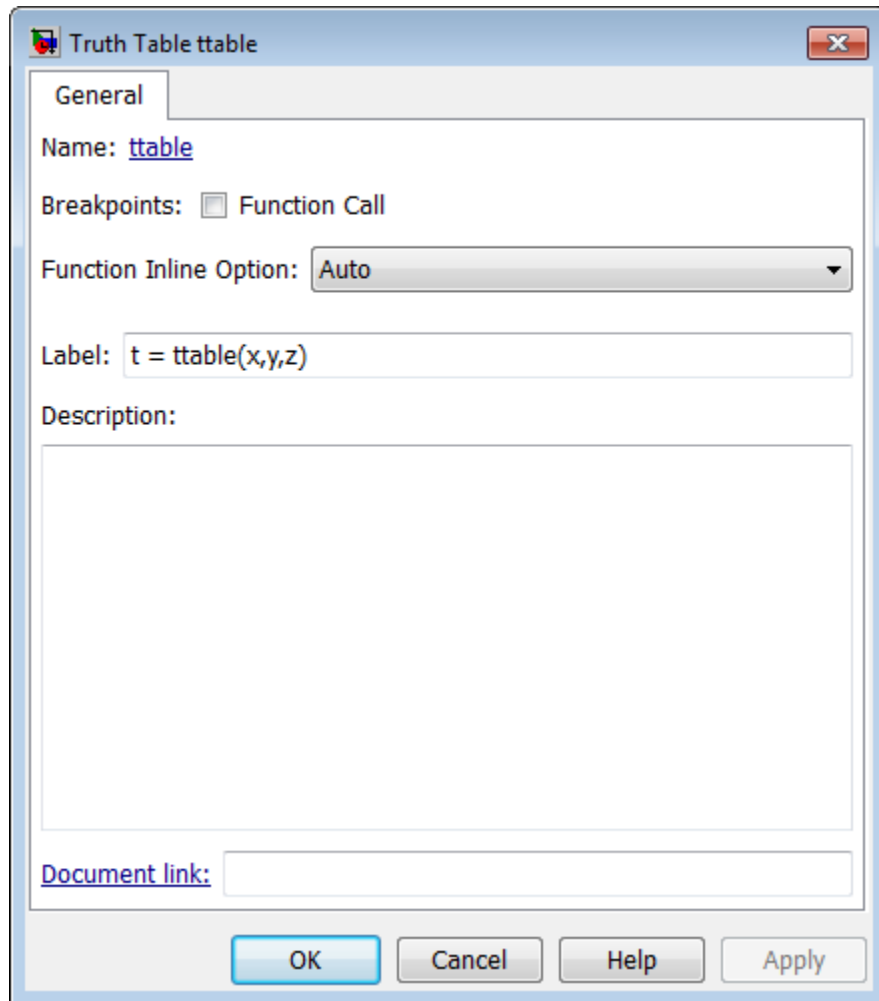 Truth Table ttable
General
Name: ttable
Breakpoints: Function Call
Function Inline Option: Auto
Label: t = ttable(x,y,z)
Description:
Document link:
OK Cancel Help Apply